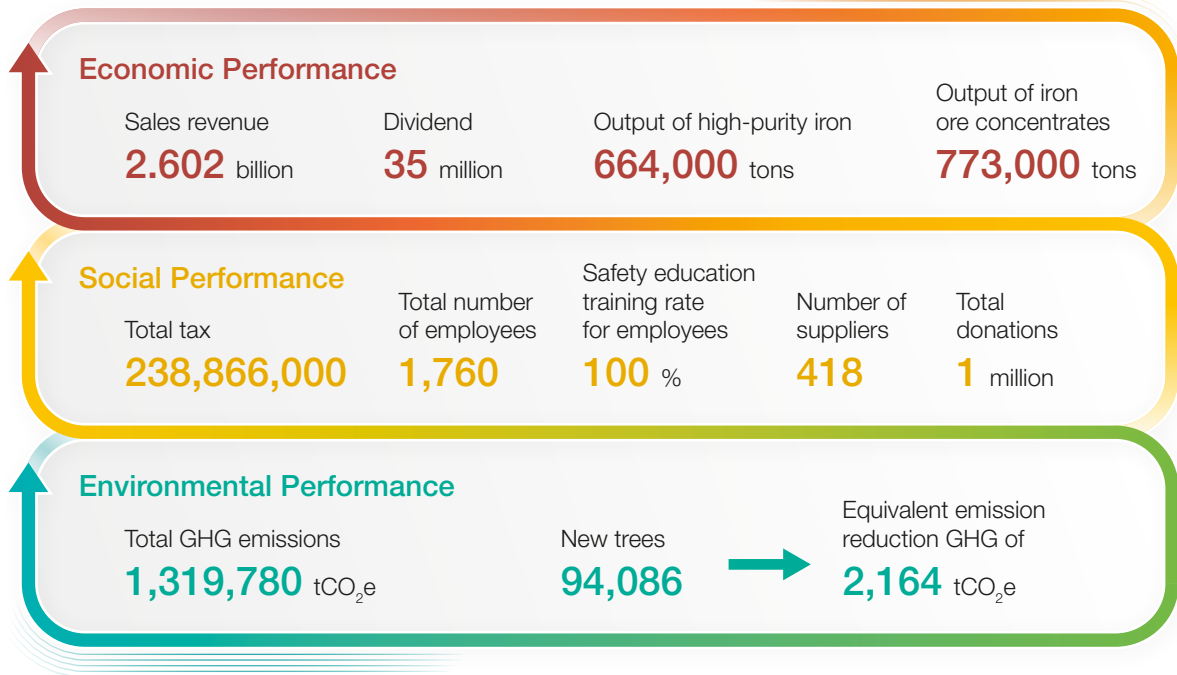 Economic Performance
Sales revenue
2.602 billion
Dividend
35 million
Output of high-purity iron
664,000 tons
Output of iron
ore concentrates
773,000 tons
Social Performance
Total tax
238,866,000
Total number
of employees
1,760
Safety education
training rate
for employees
100 %
Number of
suppliers
418
Total
donations
1 million
Environmental Performance
Total GHG emissions
1,319,780 tCO₂e
New trees
94,086
Equivalent emission
reduction GHG of
2,164 tCO₂e